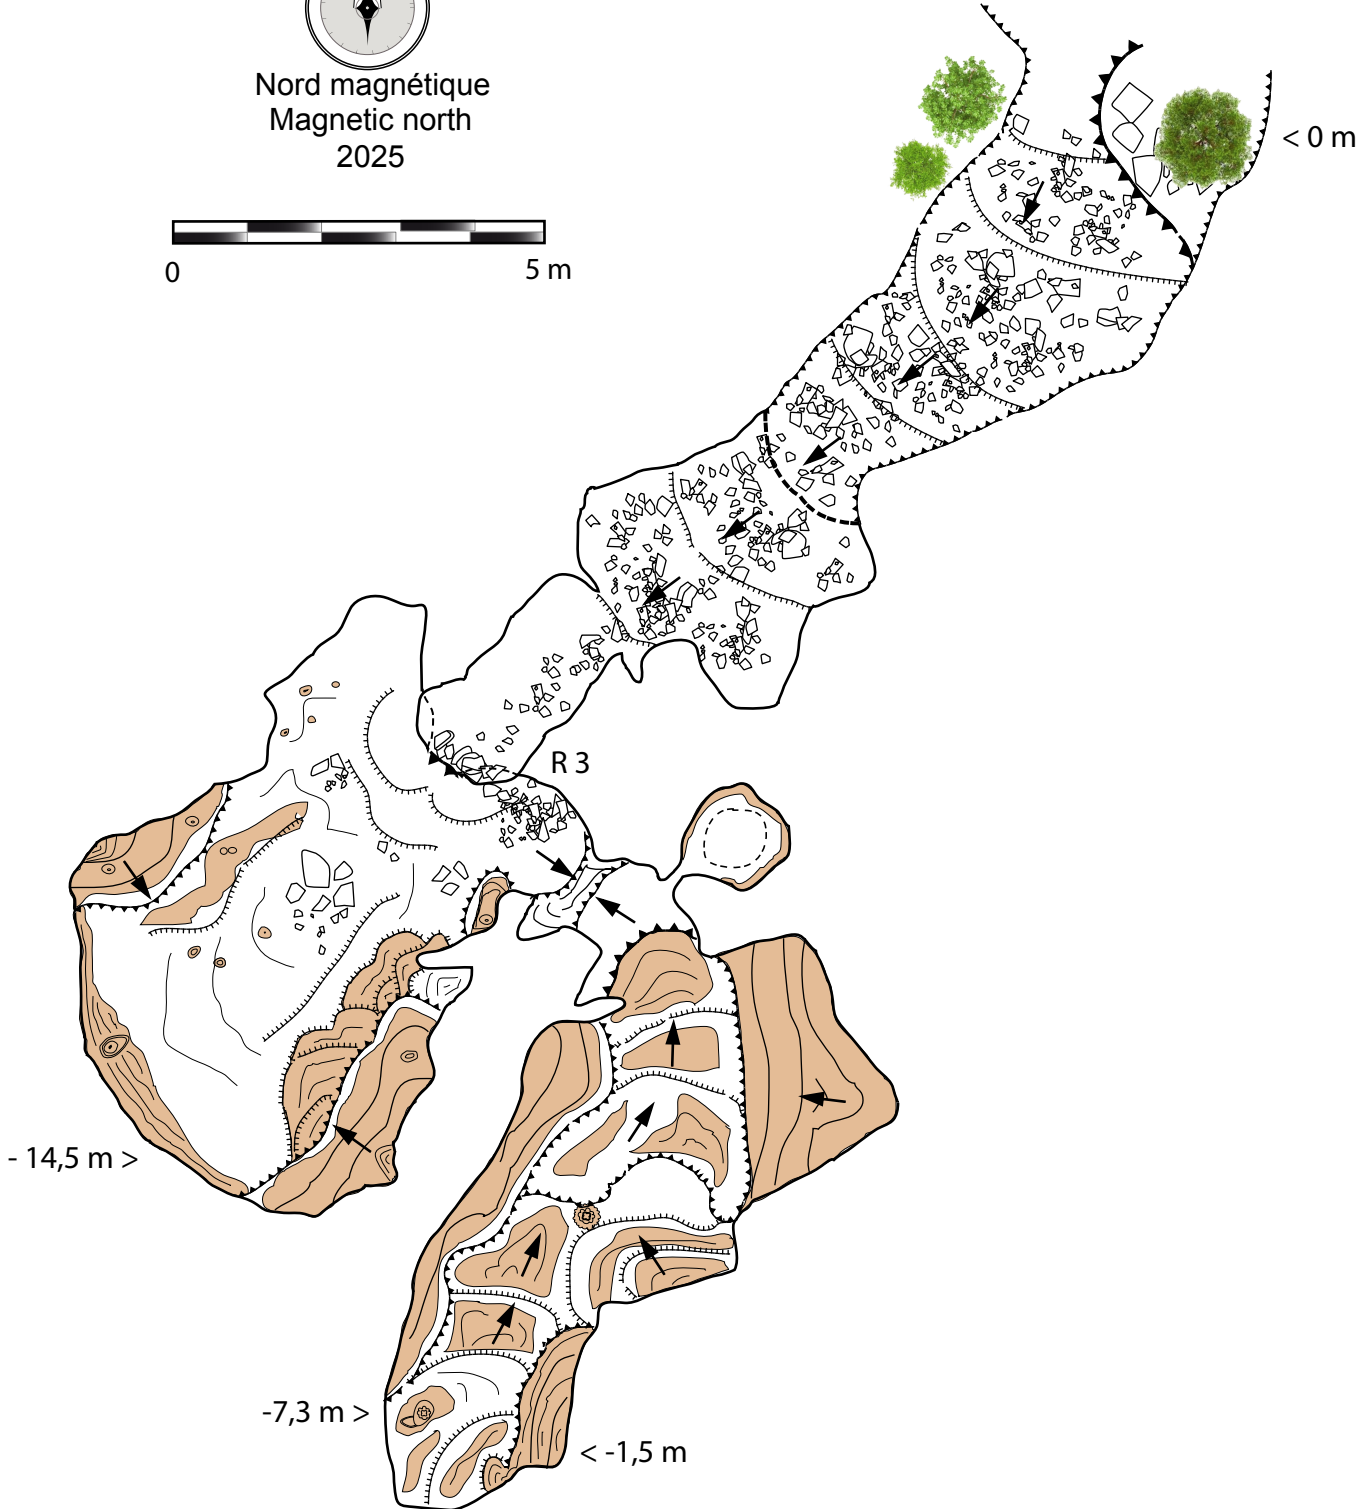 Nord magnétique
Magnetic north
2025
< 0 m
0
5 m
R 3
- 14,5 m >
-7,3 m >
< -1,5 m